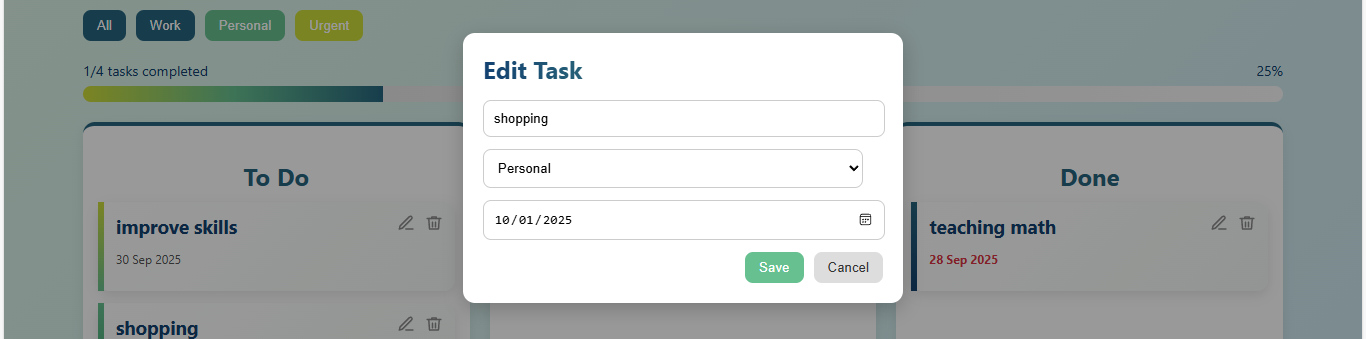 All Work Personal Urgent
1/4 tasks completed 25%
Edit Task
shopping
Personal
10/01/2025
Save Cancel
To Do
improve skills
30 Sep 2025
shopping
Done
teaching math
28 Sep 2025